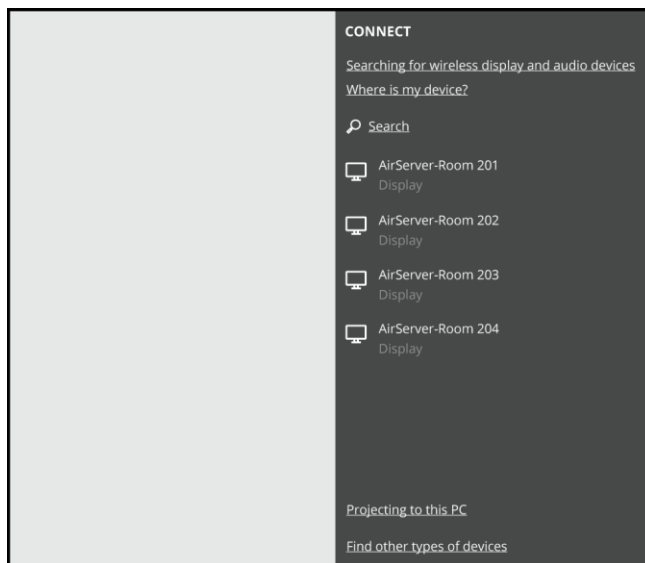 CONNECT
Searching for wireless display and audio devices
Where is my device?
Search
AirServer-Room 201
Display
AirServer-Room 202
Display
AirServer-Room 203
Display
AirServer-Room 204
Display
Projecting to this PC
Find other types of devices